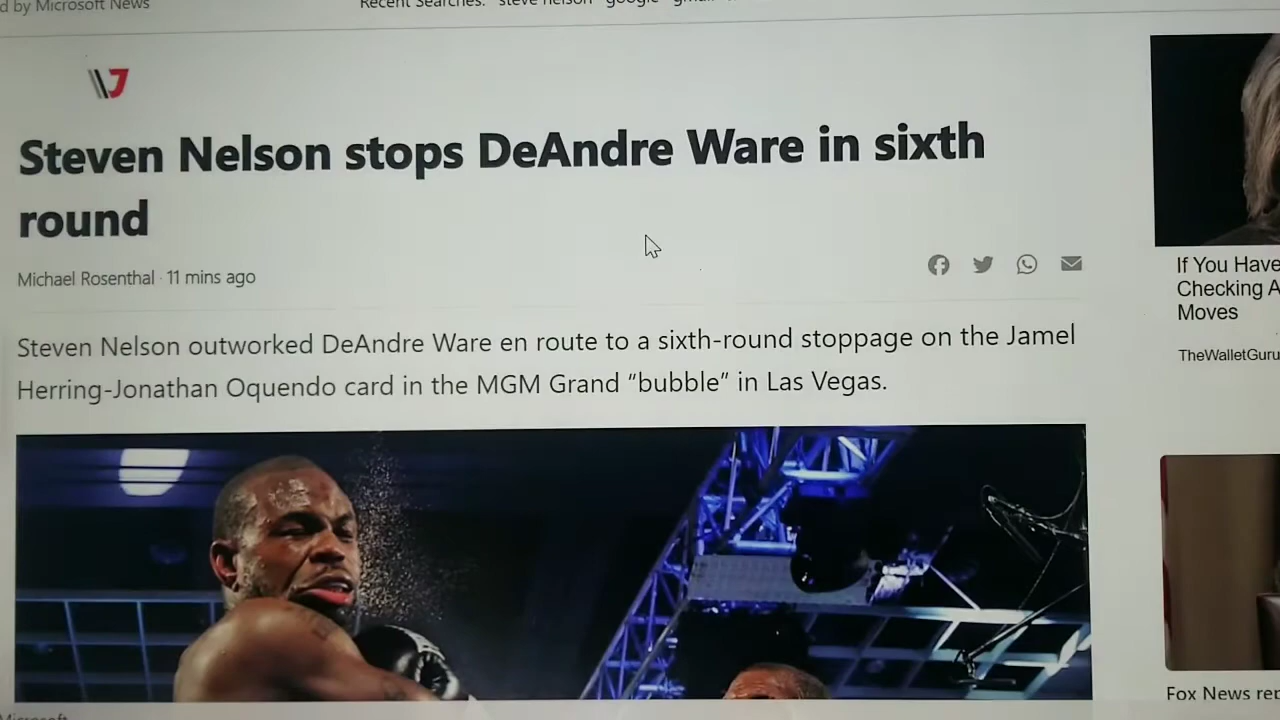 d by Microsoft News
Recent Searches: steve nelson google
Steven Nelson stops DeAndre Ware in sixth
round
Michael Rosenthal · 11 mins ago
Steven Nelson outworked DeAndre Ware en route to a sixth-round stoppage on the Jamel
Herring-Jonathan Oquendo card in the MGM Grand “bubble” in Las Vegas.
If You Have
Checking A
Moves
TheWalletGuru
Fox News rep
Microsoft